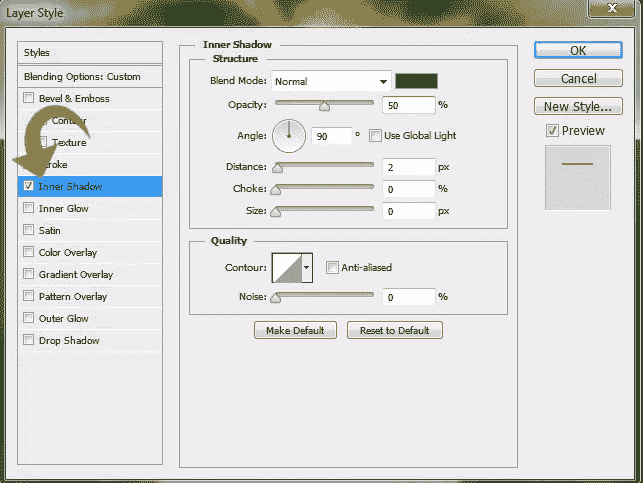 Layer Style
Styles
Blending Options: Custom
Bevel & Emboss
Contour
Texture
Stroke
Inner Shadow
Inner Glow
Satin
Color Overlay
Gradient Overlay
Pattern Overlay
Outer Glow
Drop Shadow
Inner Shadow
Structure
Blend Mode: Normal
Opacity: 50 %
Angle: 90 ° Use Global Light
Distance: 2 px
Choke: 0 %
Size: 0 px
Quality
Contour: Anti-aliased
Noise: 0 %
Make Default Reset to Default
OK
Cancel
New Style...
Preview